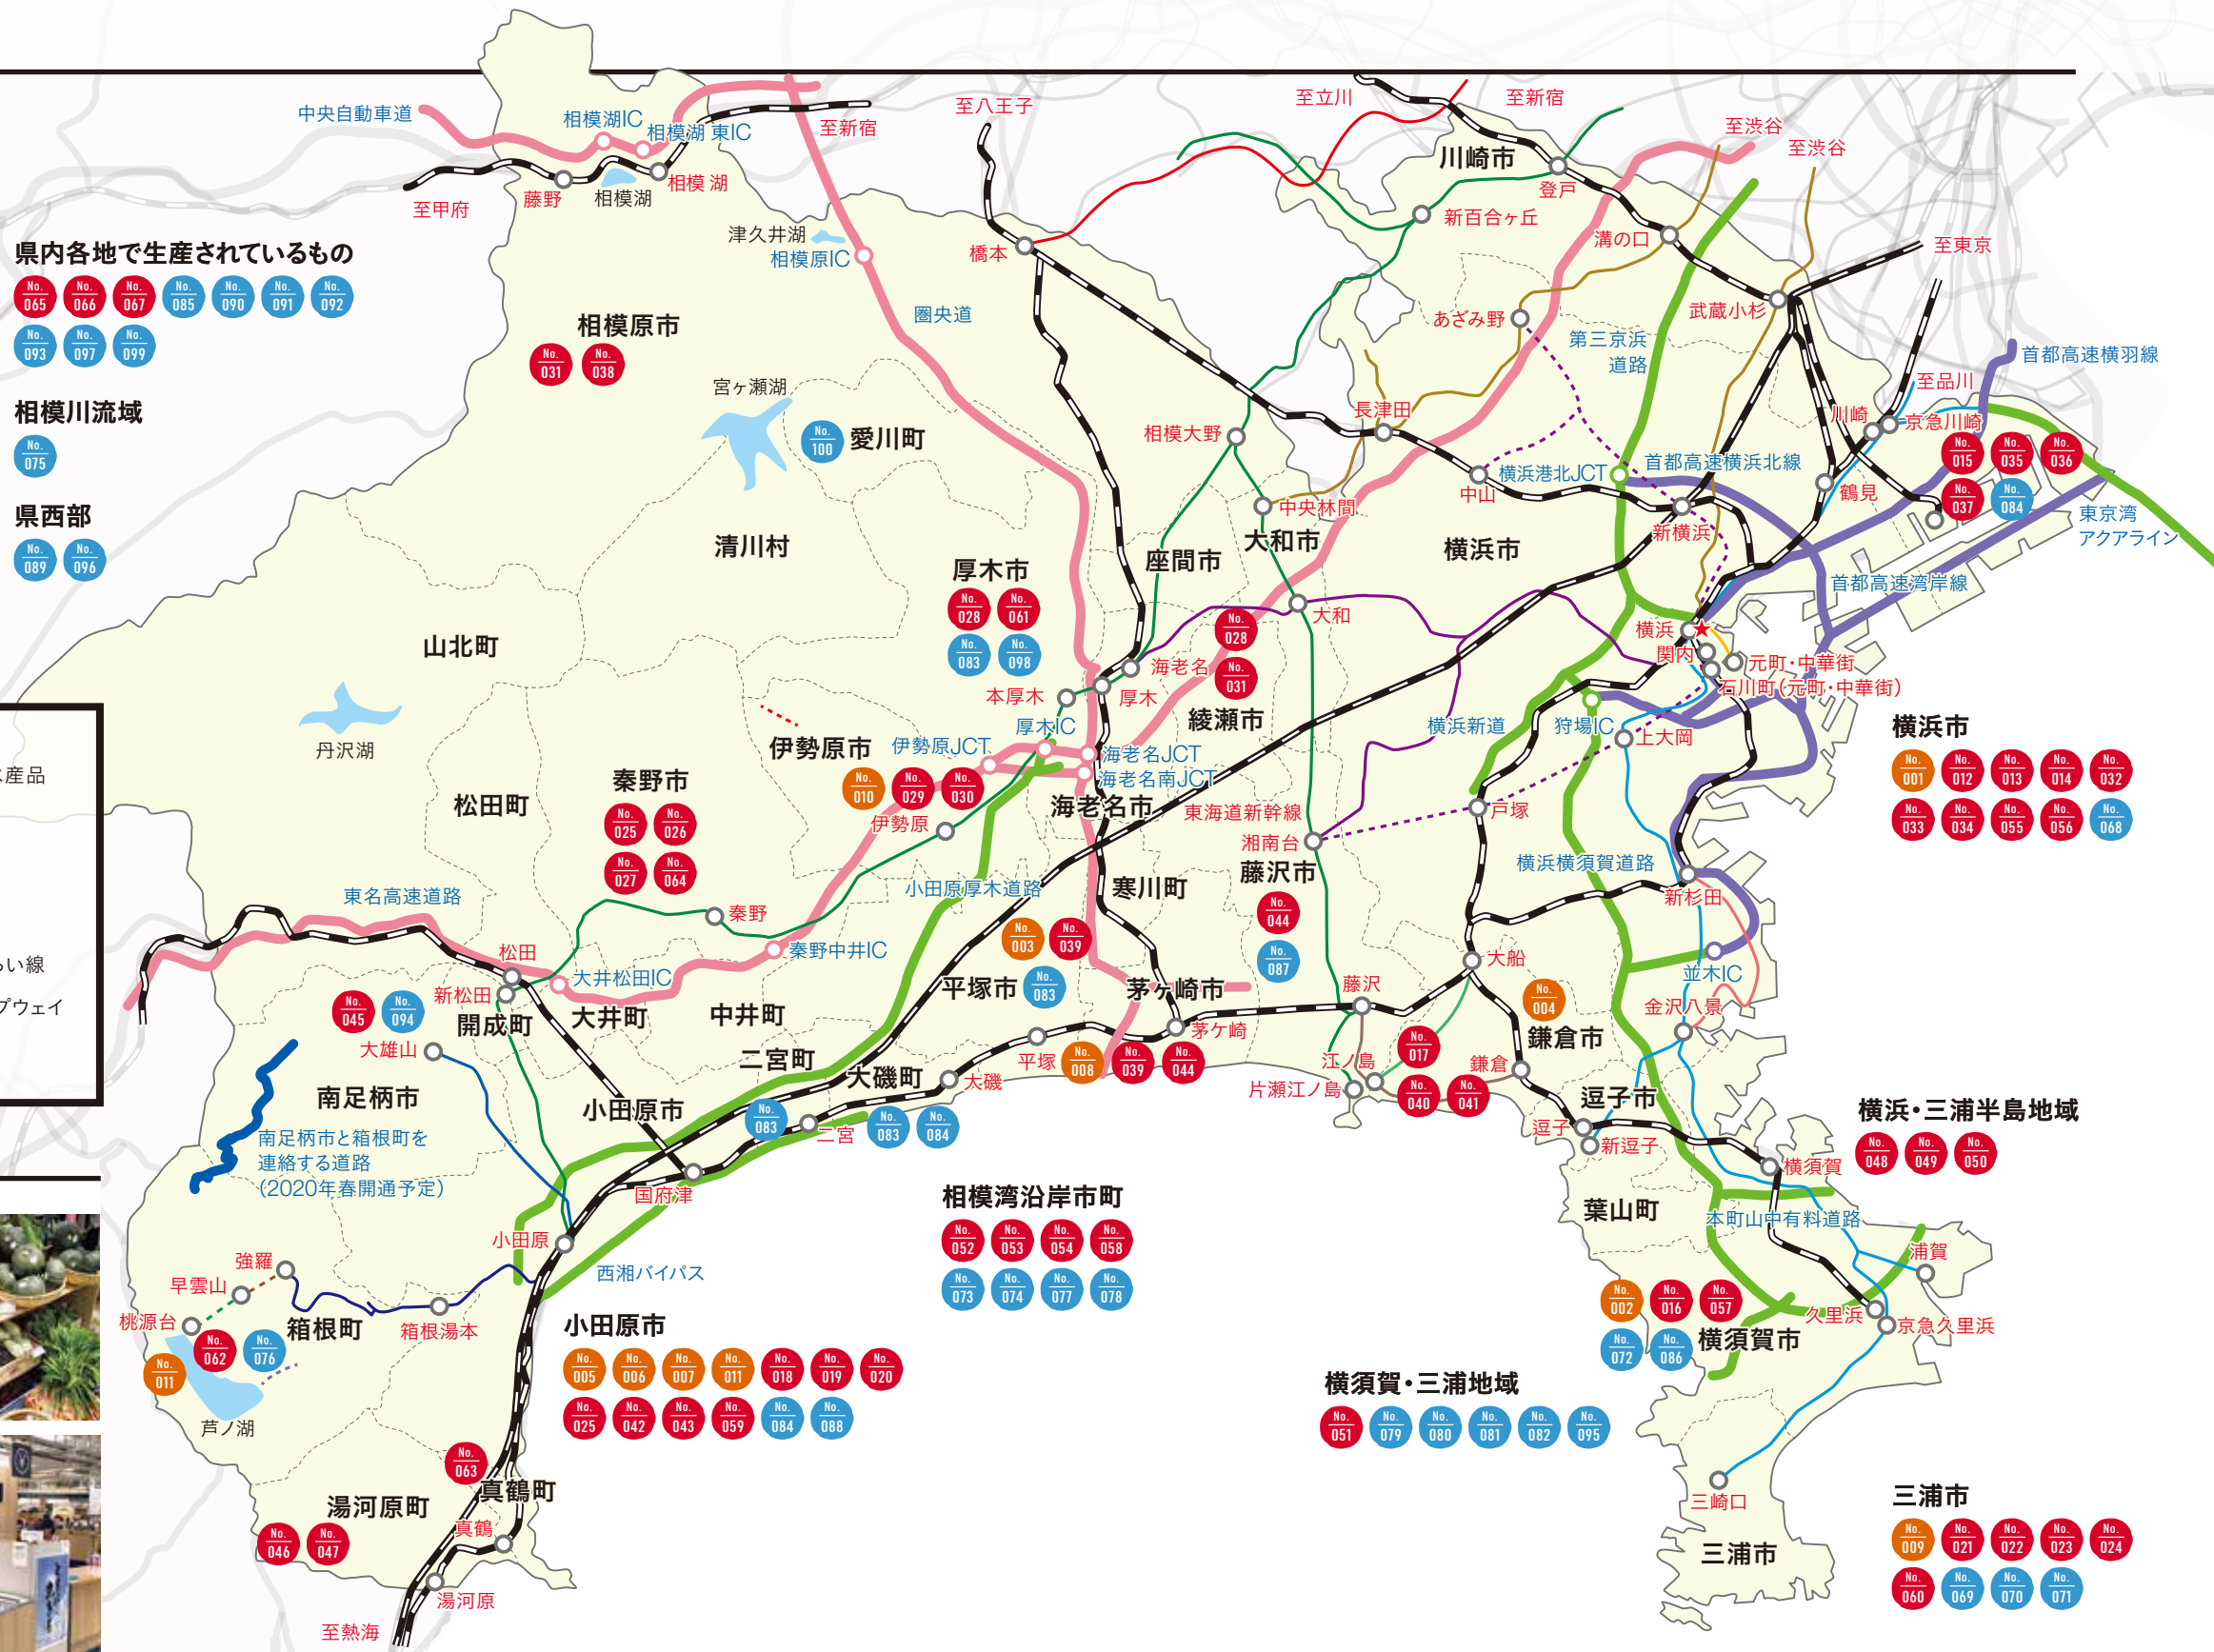 中央自動車道
相模湖IC
相模湖 東IC
至新宿
至八王子
至立川
至新宿
至渋谷
至渋谷
至甲府
藤野
相模湖
相模 湖
川崎市
登戸
新百合ヶ丘
溝の口
至東京
津久井湖
相模原IC
橋本
武蔵小杉
あざみ野
第三京浜
道路
首都高速横羽線
至品川
県内各地で生産されているもの
No. 065 No. 066 No. 067 No. 085 No. 090 No. 091 No. 092
No. 093 No. 097 No. 099
相模川流域
No. 075
県西部
No. 089 No. 096
相模原市
No. 031 No. 038
圏央道
宮ヶ瀬湖
No. 100 愛川町
相模大野
長津田
中央林間
中山
横浜港北JCT
首都高速横浜北線
新横浜
川崎
京急川崎
No. 015 No. 035 No. 036
No. 037 No. 084
鶴見
東京湾
アクアライン
首都高速湾岸線
清川村
座間市
大和市
横浜市
厚木市
No. 028 No. 061
No. 083 No. 098
山北町
大和
No. 028
No. 031
海老名
本厚木
厚木
綾瀬市
横浜
★
関内
元町・中華街
石川町(元町・中華街)
丹沢湖
伊勢原市
伊勢原JCT
厚木IC
海老名JCT
海老名南JCT
横浜新道
狩場IC
上大岡
横浜市
No. 001 No. 012 No. 013 No. 014 No. 032
No. 033 No. 034 No. 055 No. 056 No. 068
産品
秦野市
No. 025 No. 026
No. 027 No. 064
No. 010 No. 029 No. 030
伊勢原
松田町
海老名市
東海道新幹線
湘南台
戸塚
藤沢市
No. 044
No. 087
横浜横須賀道路
新杉田
小田原厚木道路
寒川町
東名高速道路
秦野
松田
秦野中井IC
大井松田IC
新松田
No. 003 No. 039
平塚市
No. 083
茅ヶ崎市
藤沢
大船
並木IC
い線
プウェイ
No. 045 No. 094
開成町
大井町
中井町
大雄山
二宮町
大磯町
大磯
平塚
No. 008 No. 039 No. 044
茅ケ崎
江ノ島
No. 017
片瀬江ノ島
No. 040 No. 041
鎌倉
No. 004
鎌倉市
金沢八景
南足柄市
小田原市
No. 083
二宮
No. 083 No. 084
南足柄市と箱根町を
連絡する道路
(2020年春開通予定)
逗子市
逗子
新逗子
横浜・三浦半島地域
No. 048 No. 049 No. 050
横須賀
国府津
小田原
葉山町
本町山中有料道路
浦賀
相模湾沿岸市町
No. 052 No. 053 No. 054 No. 058
No. 073 No. 074 No. 077 No. 078
西湘バイパス
強羅
早雲山
桃源台
No. 062 No. 076
No. 011
箱根町
箱根湯本
芦ノ湖
小田原市
No. 005 No. 006 No. 007 No. 011 No. 018 No. 019 No. 020
No. 025 No. 042 No. 043 No. 059 No. 084 No. 088
No. 002 No. 016 No. 057
No. 072 No. 086
横須賀市
久里浜
京急久里浜
横須賀・三浦地域
No. 051 No. 079 No. 080 No. 081 No. 082 No. 095
No. 063
真鶴町
湯河原町
No. 046 No. 047
真鶴
湯河原
至熱海
三崎口
三浦市
三浦市
No. 009 No. 021 No. 022 No. 023 No. 024
No. 060 No. 069 No. 070 No. 071